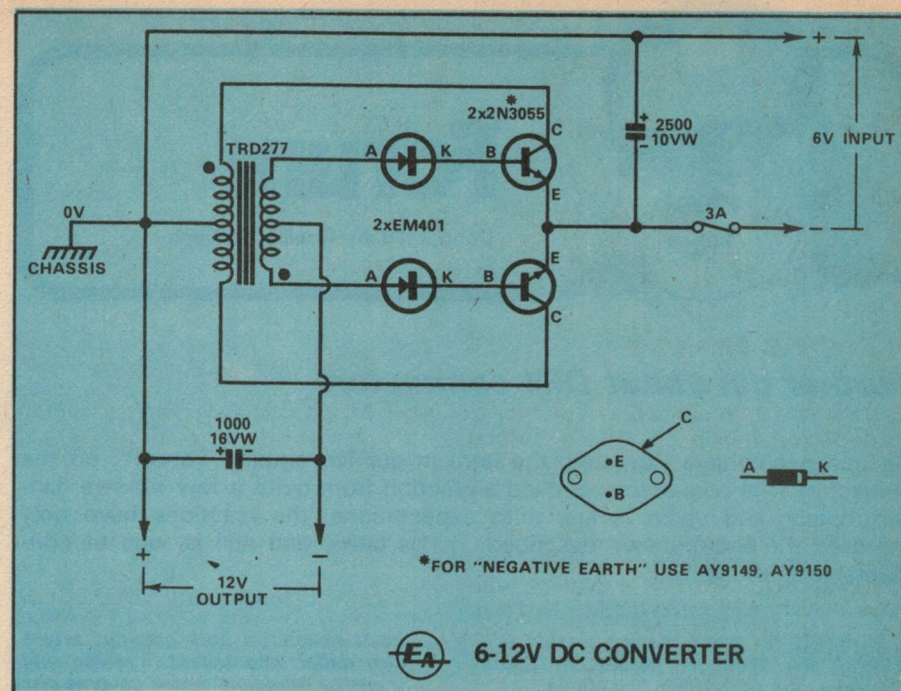 *
2x2N3055
C
+
TRD277
A
K
B
2500
10VW
+
-
6V INPUT
E
0V
2xEM401
3A
-
CHASSIS
A
K
B
E
C
1000
16VW
+
-
C
E
B
A
K
+
-
12V
OUTPUT
*FOR "NEGATIVE EARTH" USE AY9149, AY9150
EA
6-12V DC CONVERTER